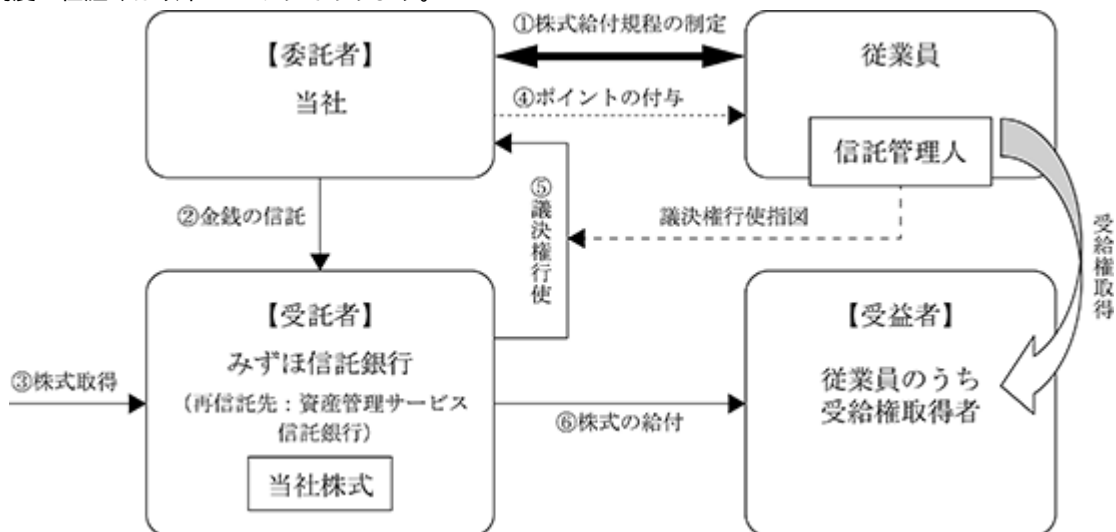 ①株式給付規程の制定
【委託者】
当社
従業員
④ポイントの付与
信託管理人
②金銭の信託
⑤議決権行使
議決権行使指図
受給権取得
【受託者】
みずほ信託銀行
(再信託先:資産管理サービス
信託銀行)
当社株式
③株式取得
⑥株式の給付
【受益者】
従業員のうち
受給権取得者